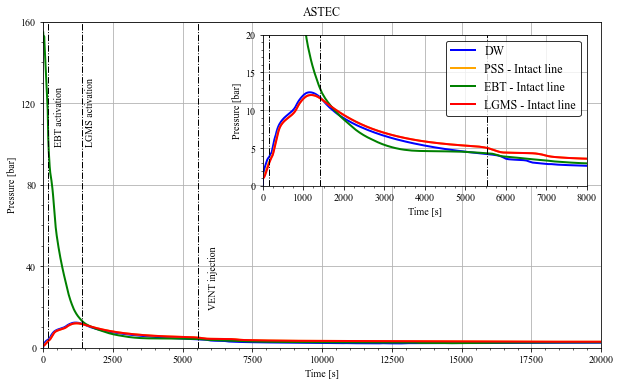 ASTEC
160
120
80
40
0
Pressure [bar]
0 2500 5000 7500 10000 12500 15000 17500 20000
Time [s]
EBT activation
LGMS activation
VENT injection
20
15
10
5
0
Pressure [bar]
0 1000 2000 3000 4000 5000 6000 7000 8000
Time [s]
DW
PSS - Intact line
EBT - Intact line
LGMS - Intact line